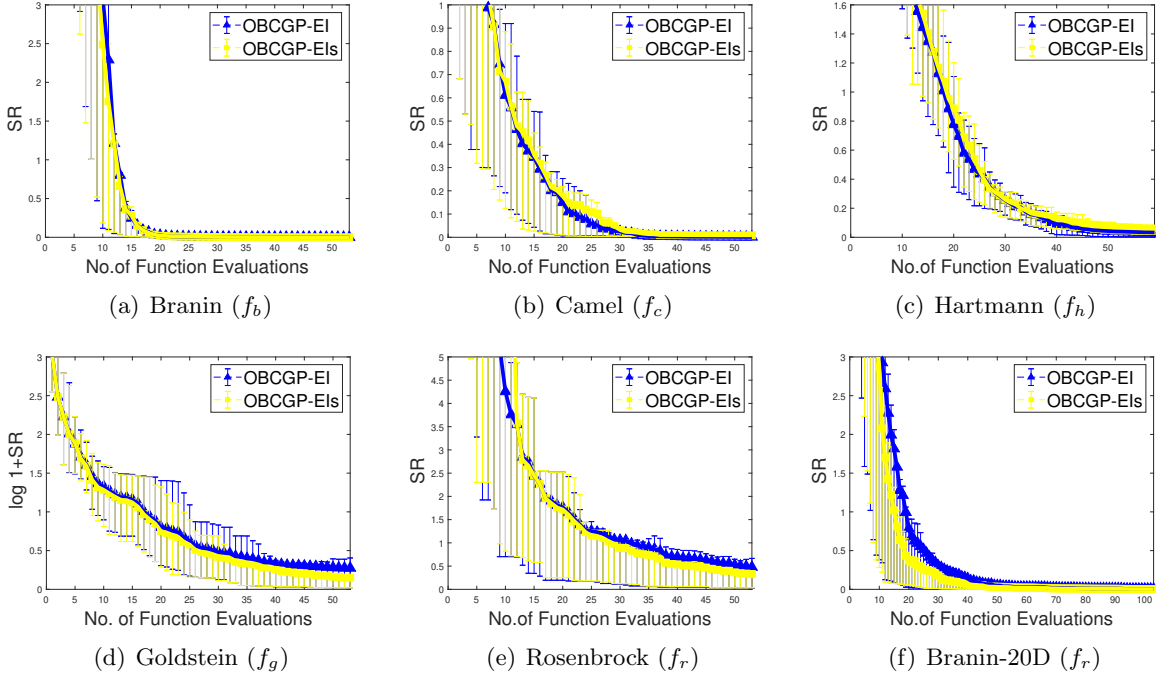 OBCGP-EI
OBCGP-EIs
3
2.5
2
1.5
1
0.5
0
SR
0 5 10 15 20 25 30 35 40 45 50
No.of Function Evaluations
(a) Branin (f_b)
OBCGP-EI
OBCGP-EIs
1
0.9
0.8
0.7
0.6
0.5
0.4
0.3
0.2
0.1
0
SR
0 5 10 15 20 25 30 35 40 45 50
No.of Function Evaluations
(b) Camel (f_c)
OBCGP-EI
OBCGP-EIs
1.6
1.4
1.2
1
0.8
0.6
0.4
0.2
SR
0 10 20 30 40 50
No.of Function Evaluations
(c) Hartmann (f_h)
OBCGP-EI
OBCGP-EIs
3
2.5
2
1.5
1
0.5
0
log 1+SR
0 5 10 15 20 25 30 35 40 45 50
No. of Function Evaluations
(d) Goldstein (f_g)
OBCGP-EI
OBCGP-EIs
5
4.5
4
3.5
3
2.5
2
1.5
1
0.5
0
SR
0 5 10 15 20 25 30 35 40 45 50
No. of Function Evaluations
(e) Rosenbrock (f_r)
OBCGP-EI
OBCGP-EIs
3
2.5
2
1.5
1
0.5
0
SR
0 10 20 30 40 50 60 70 80 90 100
No. of Function Evaluations
(f) Branin-20D (f_r)